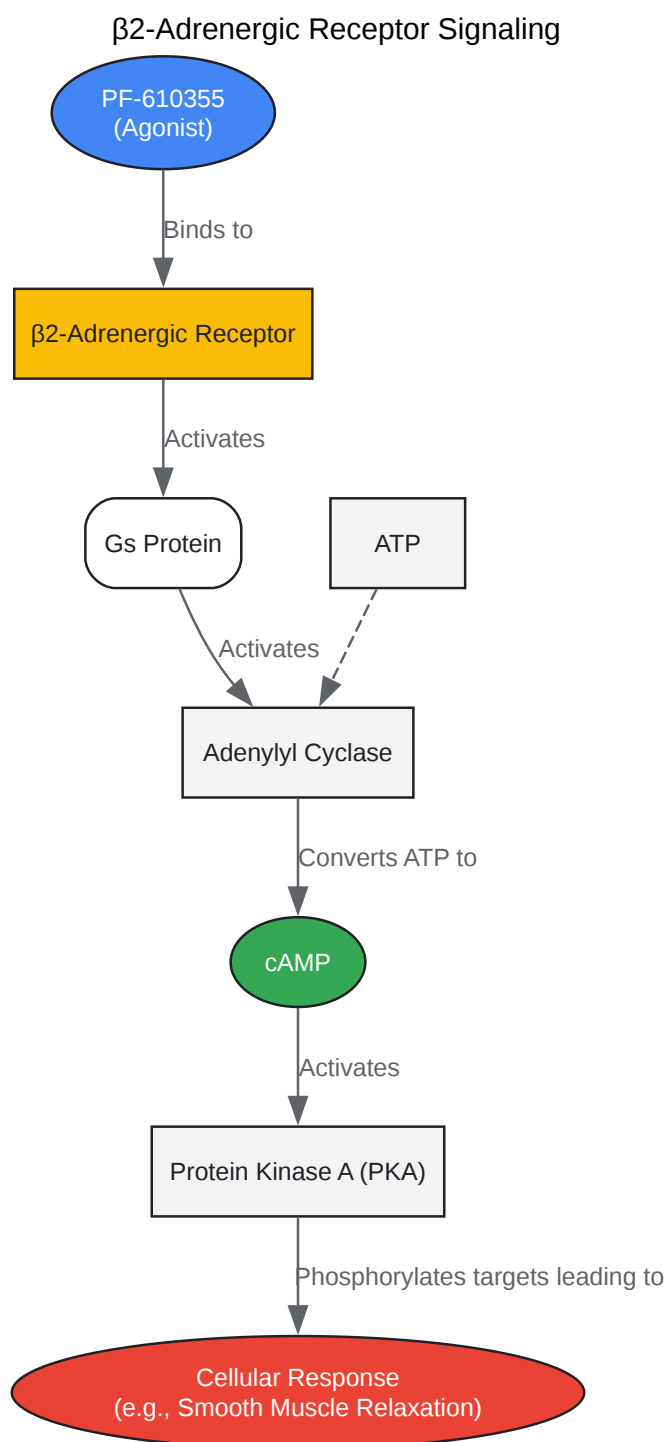 β2-Adrenergic Receptor Signaling
PF-610355
(Agonist)
Binds to
β2-Adrenergic Receptor
Activates
Gs Protein
ATP
Activates
Adenylyl Cyclase
Converts ATP to
cAMP
Activates
Protein Kinase A (PKA)
Phosphorylates targets leading to
Cellular Response
(e.g., Smooth Muscle Relaxation)